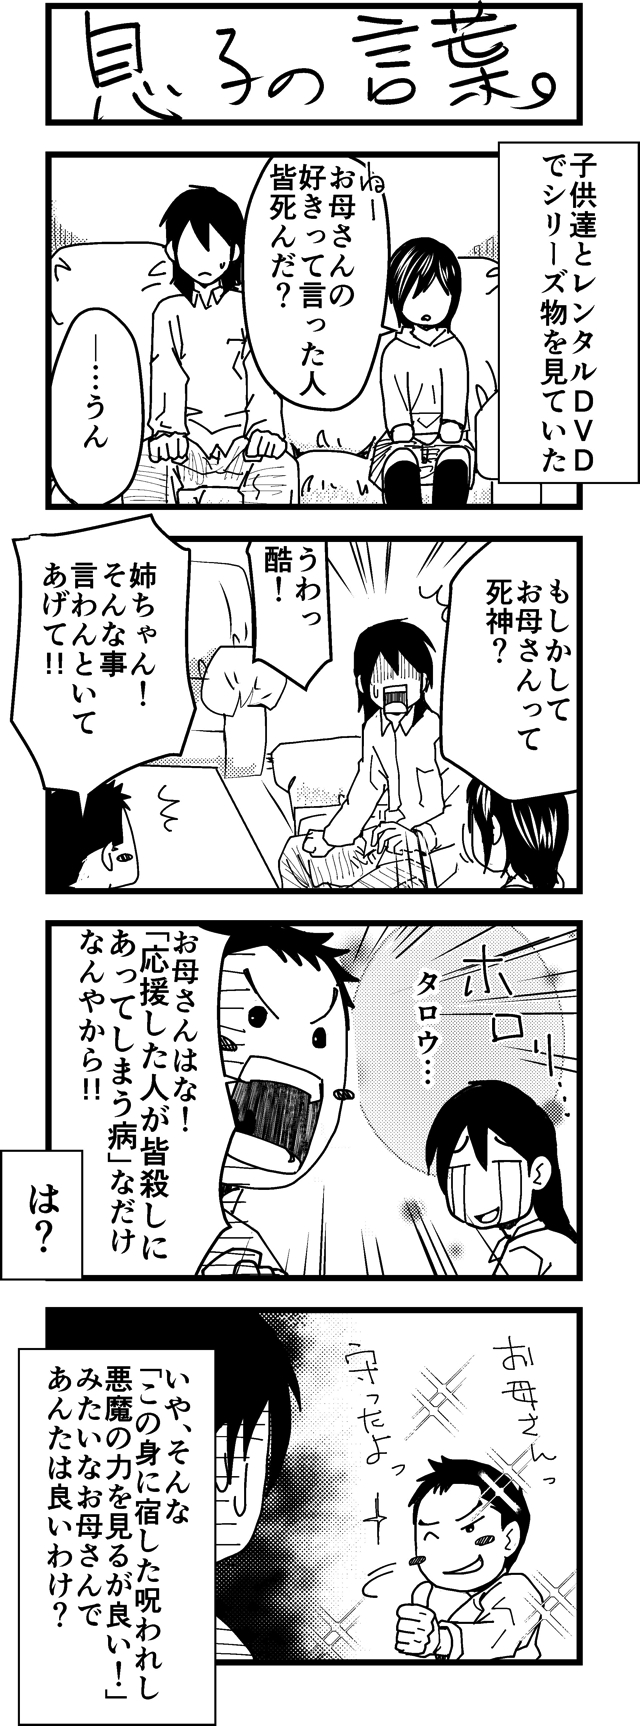 息子の言葉。
子供達とレンタルDVD
でシリーズ物を見ていた
ねー
お母さんの
好きって言った人
皆死んだ?
―…うん
もしかして
お母さんって
死神?
うわっ
酷!
姉ちゃん!
そんな事
言わんといて
あげて!!
ホロリ…
タロウ…
お母さんはな!
「応援した人が皆殺しに
あってしまう病」なだけ
なんやから!!
は?
お母さんっ
守ったよっ
いや、そんな
「この身に宿した呪われし
悪魔の力を見るが良い!」
みたいなお母さんで
あんたは良いわけ?